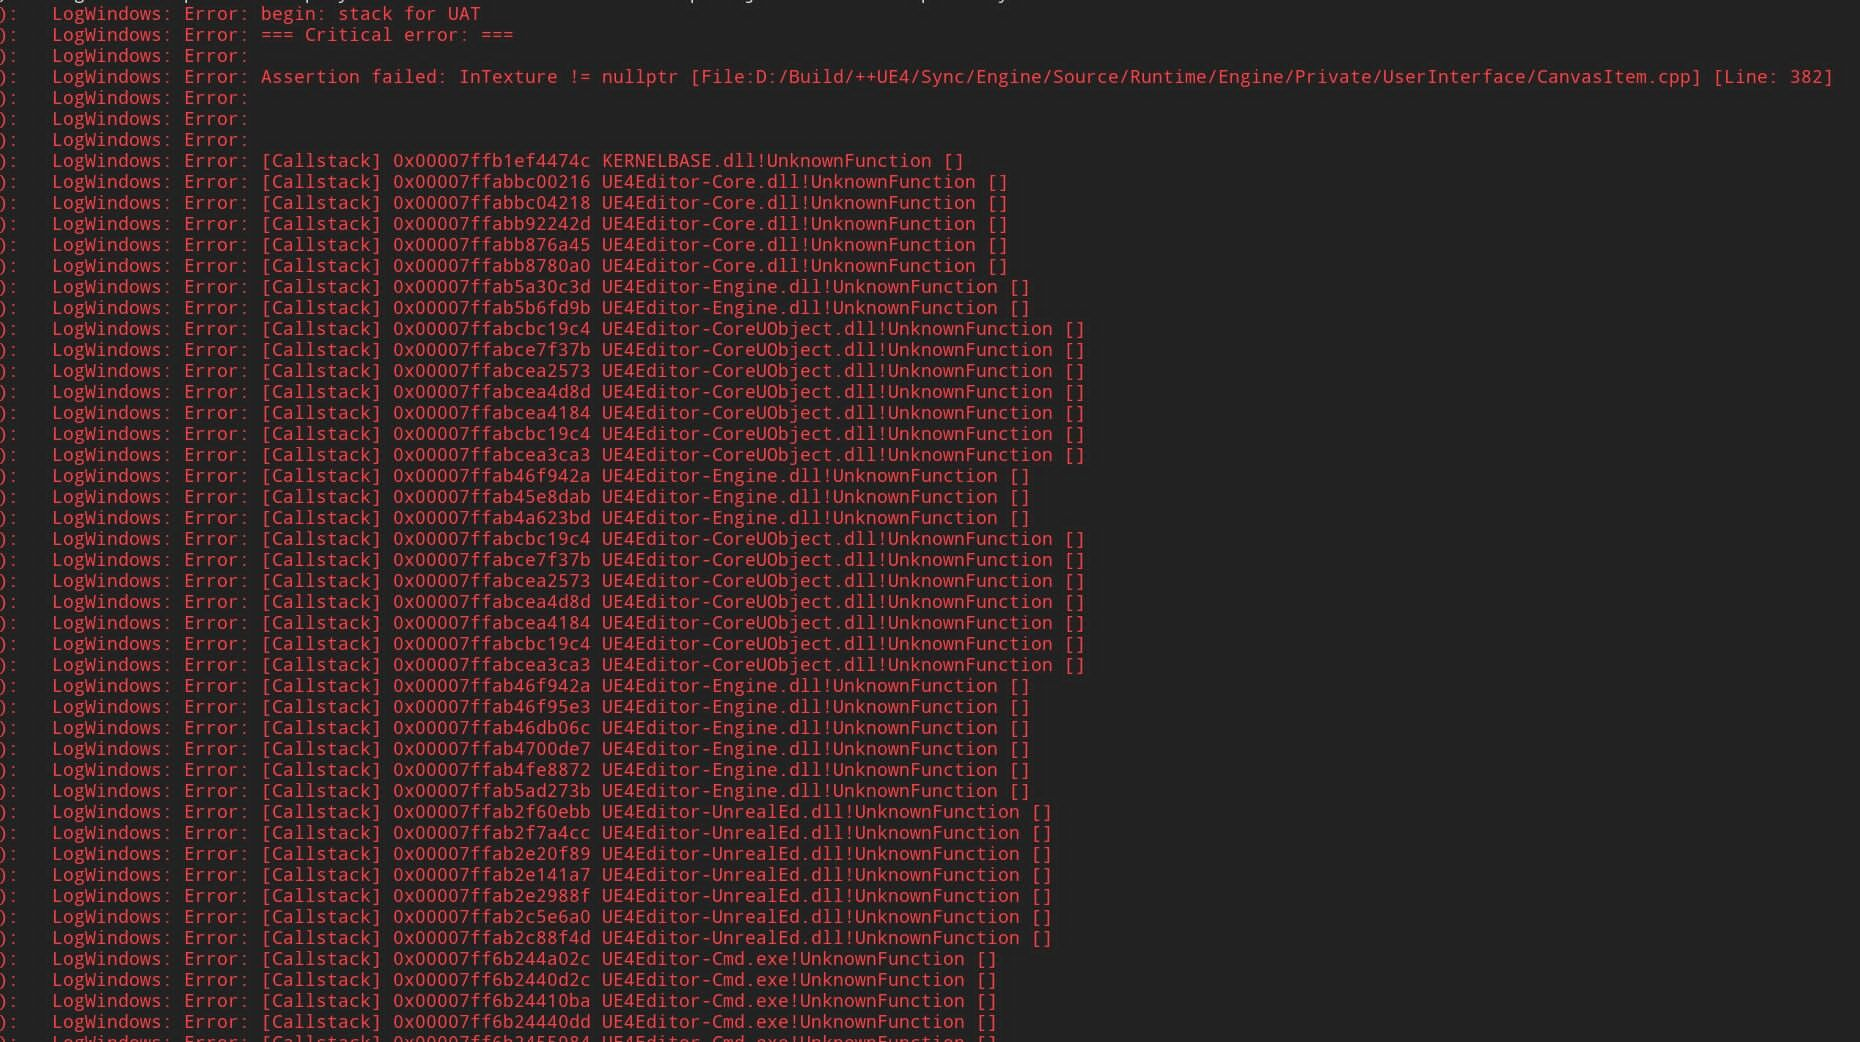 ): LogWindows: Error: begin: stack for UAT
): LogWindows: Error: === Critical error: ===
): LogWindows: Error:
): LogWindows: Error: Assertion failed: InTexture != nullptr [File:D:/Build/++UE4/Sync/Engine/Source/Runtime/Engine/Private/UserInterface/CanvasItem.cpp] [Line: 382]
): LogWindows: Error:
): LogWindows: Error:
): LogWindows: Error:
): LogWindows: Error: [Callstack] 0x00007ffb1ef4474c KERNELBASE.dll!UnknownFunction []
): LogWindows: Error: [Callstack] 0x00007ffabbc00216 UE4Editor-Core.dll!UnknownFunction []
): LogWindows: Error: [Callstack] 0x00007ffabbc04218 UE4Editor-Core.dll!UnknownFunction []
): LogWindows: Error: [Callstack] 0x00007ffabb92242d UE4Editor-Core.dll!UnknownFunction []
): LogWindows: Error: [Callstack] 0x00007ffabb876a45 UE4Editor-Core.dll!UnknownFunction []
): LogWindows: Error: [Callstack] 0x00007ffabb8780a0 UE4Editor-Core.dll!UnknownFunction []
): LogWindows: Error: [Callstack] 0x00007ffab5a30c3d UE4Editor-Engine.dll!UnknownFunction []
): LogWindows: Error: [Callstack] 0x00007ffab5b6fd9b UE4Editor-Engine.dll!UnknownFunction []
): LogWindows: Error: [Callstack] 0x00007ffabcbc19c4 UE4Editor-CoreUObject.dll!UnknownFunction []
): LogWindows: Error: [Callstack] 0x00007ffabce7f37b UE4Editor-CoreUObject.dll!UnknownFunction []
): LogWindows: Error: [Callstack] 0x00007ffabcea2573 UE4Editor-CoreUObject.dll!UnknownFunction []
): LogWindows: Error: [Callstack] 0x00007ffabcea4d8d UE4Editor-CoreUObject.dll!UnknownFunction []
): LogWindows: Error: [Callstack] 0x00007ffabcea4184 UE4Editor-CoreUObject.dll!UnknownFunction []
): LogWindows: Error: [Callstack] 0x00007ffabcbc19c4 UE4Editor-CoreUObject.dll!UnknownFunction []
): LogWindows: Error: [Callstack] 0x00007ffabcea3ca3 UE4Editor-CoreUObject.dll!UnknownFunction []
): LogWindows: Error: [Callstack] 0x00007ffab46f942a UE4Editor-Engine.dll!UnknownFunction []
): LogWindows: Error: [Callstack] 0x00007ffab45e8dab UE4Editor-Engine.dll!UnknownFunction []
): LogWindows: Error: [Callstack] 0x00007ffab4a623bd UE4Editor-Engine.dll!UnknownFunction []
): LogWindows: Error: [Callstack] 0x00007ffabcbc19c4 UE4Editor-CoreUObject.dll!UnknownFunction []
): LogWindows: Error: [Callstack] 0x00007ffabce7f37b UE4Editor-CoreUObject.dll!UnknownFunction []
): LogWindows: Error: [Callstack] 0x00007ffabcea2573 UE4Editor-CoreUObject.dll!UnknownFunction []
): LogWindows: Error: [Callstack] 0x00007ffabcea4d8d UE4Editor-CoreUObject.dll!UnknownFunction []
): LogWindows: Error: [Callstack] 0x00007ffabcea4184 UE4Editor-CoreUObject.dll!UnknownFunction []
): LogWindows: Error: [Callstack] 0x00007ffabcbc19c4 UE4Editor-CoreUObject.dll!UnknownFunction []
): LogWindows: Error: [Callstack] 0x00007ffabcea3ca3 UE4Editor-CoreUObject.dll!UnknownFunction []
): LogWindows: Error: [Callstack] 0x00007ffab46f942a UE4Editor-Engine.dll!UnknownFunction []
): LogWindows: Error: [Callstack] 0x00007ffab46f95e3 UE4Editor-Engine.dll!UnknownFunction []
): LogWindows: Error: [Callstack] 0x00007ffab46db06c UE4Editor-Engine.dll!UnknownFunction []
): LogWindows: Error: [Callstack] 0x00007ffab4700de7 UE4Editor-Engine.dll!UnknownFunction []
): LogWindows: Error: [Callstack] 0x00007ffab4fe8872 UE4Editor-Engine.dll!UnknownFunction []
): LogWindows: Error: [Callstack] 0x00007ffab5ad273b UE4Editor-Engine.dll!UnknownFunction []
): LogWindows: Error: [Callstack] 0x00007ffab2f60ebb UE4Editor-UnrealEd.dll!UnknownFunction []
): LogWindows: Error: [Callstack] 0x00007ffab2f7a4cc UE4Editor-UnrealEd.dll!UnknownFunction []
): LogWindows: Error: [Callstack] 0x00007ffab2e20f89 UE4Editor-UnrealEd.dll!UnknownFunction []
): LogWindows: Error: [Callstack] 0x00007ffab2e141a7 UE4Editor-UnrealEd.dll!UnknownFunction []
): LogWindows: Error: [Callstack] 0x00007ffab2e2988f UE4Editor-UnrealEd.dll!UnknownFunction []
): LogWindows: Error: [Callstack] 0x00007ffab2c5e6a0 UE4Editor-UnrealEd.dll!UnknownFunction []
): LogWindows: Error: [Callstack] 0x00007ffab2c88f4d UE4Editor-UnrealEd.dll!UnknownFunction []
): LogWindows: Error: [Callstack] 0x00007ff6b244a02c UE4Editor-Cmd.exe!UnknownFunction []
): LogWindows: Error: [Callstack] 0x00007ff6b2440d2c UE4Editor-Cmd.exe!UnknownFunction []
): LogWindows: Error: [Callstack] 0x00007ff6b24410ba UE4Editor-Cmd.exe!UnknownFunction []
): LogWindows: Error: [Callstack] 0x00007ff6b24440dd UE4Editor-Cmd.exe!UnknownFunction []
): LogWindows: Error: [Callstack] UE4Editor-Cmd.exe!UnknownFunction []